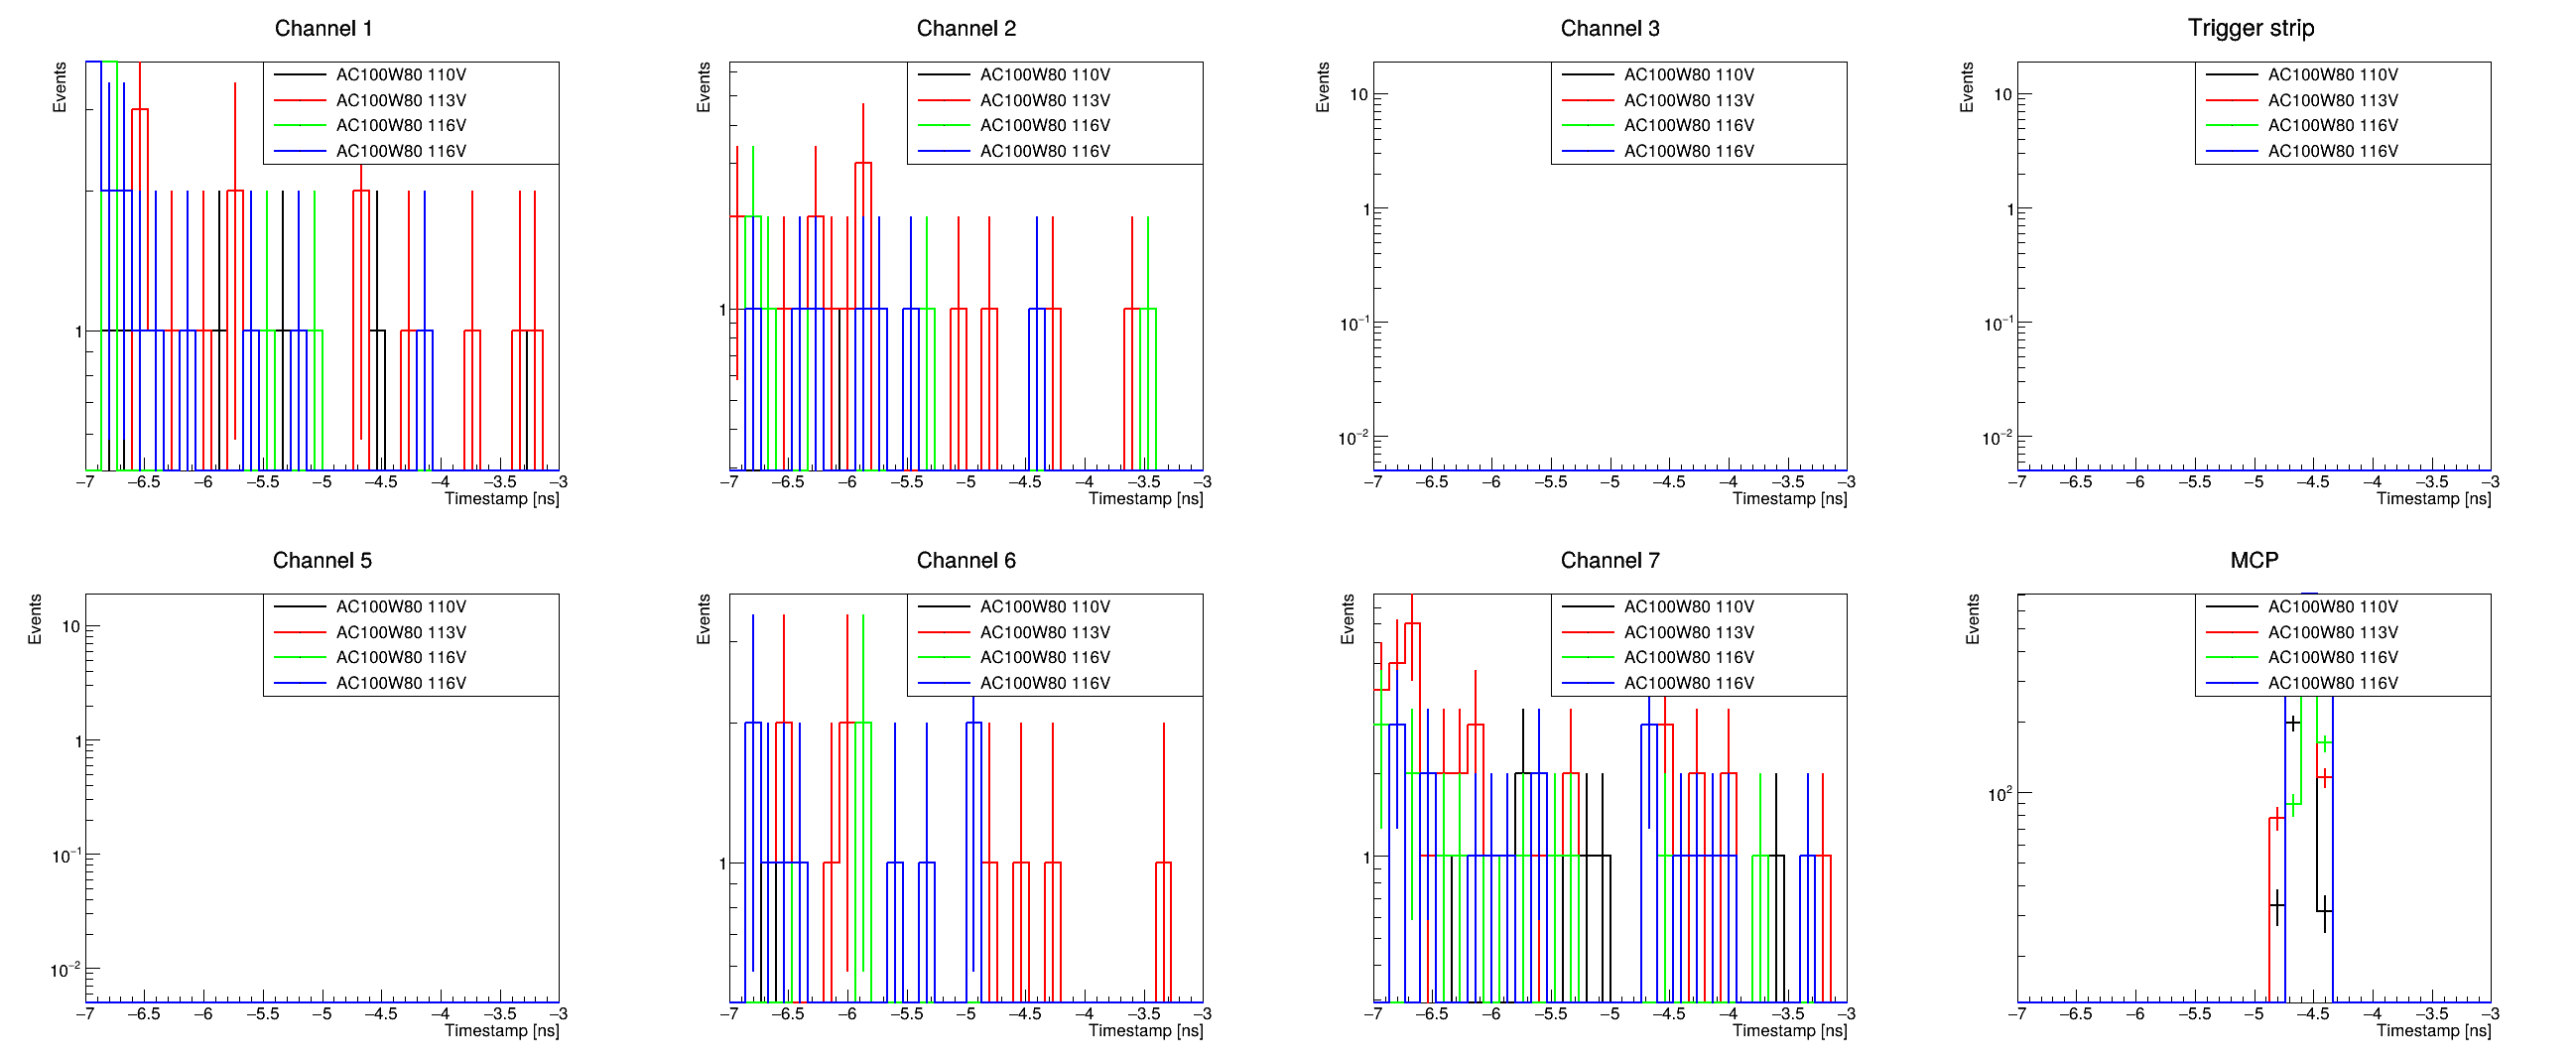 Channel 1
Events
AC100W80 110V
AC100W80 113V
AC100W80 116V
AC100W80 116V
1
−7 −6.5 −6 −5.5 −5 −4.5 −4 −3.5 −3
Timestamp [ns]
Channel 2
Events
AC100W80 110V
AC100W80 113V
AC100W80 116V
AC100W80 116V
1
−7 −6.5 −6 −5.5 −5 −4.5 −4 −3.5 −3
Timestamp [ns]
Channel 3
Events
AC100W80 110V
AC100W80 113V
AC100W80 116V
AC100W80 116V
10
1
10⁻¹
10⁻²
−7 −6.5 −6 −5.5 −5 −4.5 −4 −3.5 −3
Timestamp [ns]
Trigger strip
Events
AC100W80 110V
AC100W80 113V
AC100W80 116V
AC100W80 116V
10
1
10⁻¹
10⁻²
−7 −6.5 −6 −5.5 −5 −4.5 −4 −3.5 −3
Timestamp [ns]
Channel 5
Events
AC100W80 110V
AC100W80 113V
AC100W80 116V
AC100W80 116V
10
1
10⁻¹
10⁻²
−7 −6.5 −6 −5.5 −5 −4.5 −4 −3.5 −3
Timestamp [ns]
Channel 6
Events
AC100W80 110V
AC100W80 113V
AC100W80 116V
AC100W80 116V
1
−7 −6.5 −6 −5.5 −5 −4.5 −4 −3.5 −3
Timestamp [ns]
Channel 7
Events
AC100W80 110V
AC100W80 113V
AC100W80 116V
AC100W80 116V
1
−7 −6.5 −6 −5.5 −5 −4.5 −4 −3.5 −3
Timestamp [ns]
MCP
Events
AC100W80 110V
AC100W80 113V
AC100W80 116V
AC100W80 116V
10²
−7 −6.5 −6 −5.5 −5 −4.5 −4 −3.5 −3
Timestamp [ns]